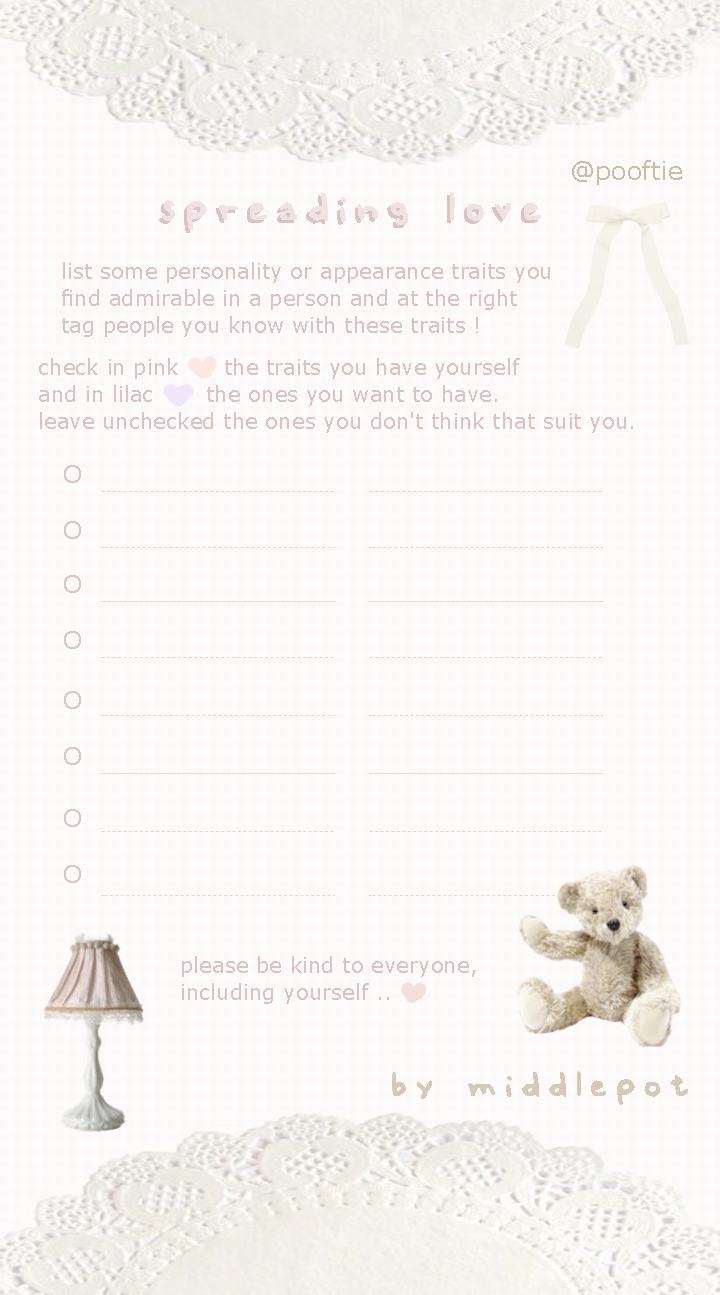 @pooftie
spreading love
list some personality or appearance traits you
find admirable in a person and at the right
tag people you know with these traits !
check in pink the traits you have yourself
and in lilac the ones you want to have.
leave unchecked the ones you don't think that suit you.
O
O
O
O
O
O
O
O
please be kind to everyone,
including yourself ..
by middlepot